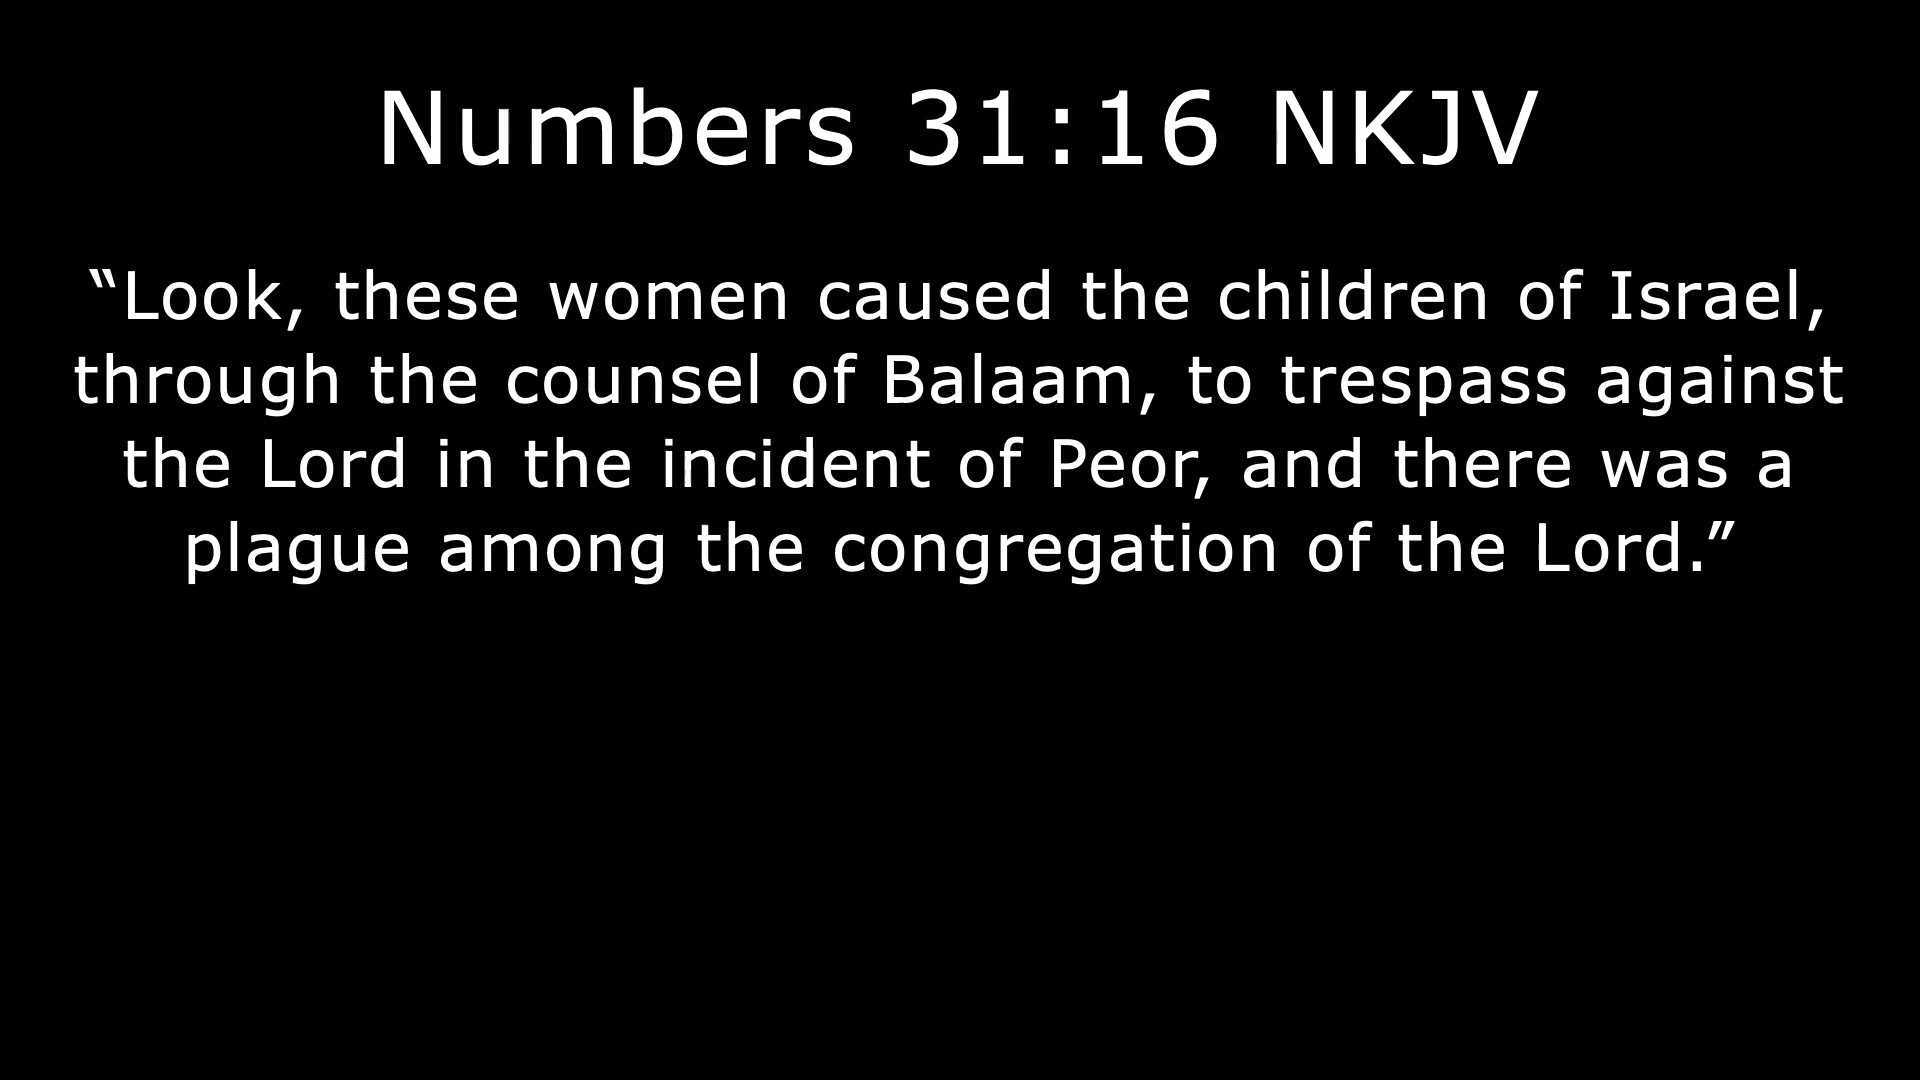 Numbers 31:16 NKJV
“Look, these women caused the children of Israel,
through the counsel of Balaam, to trespass against
the Lord in the incident of Peor, and there was a
plague among the congregation of the Lord.”